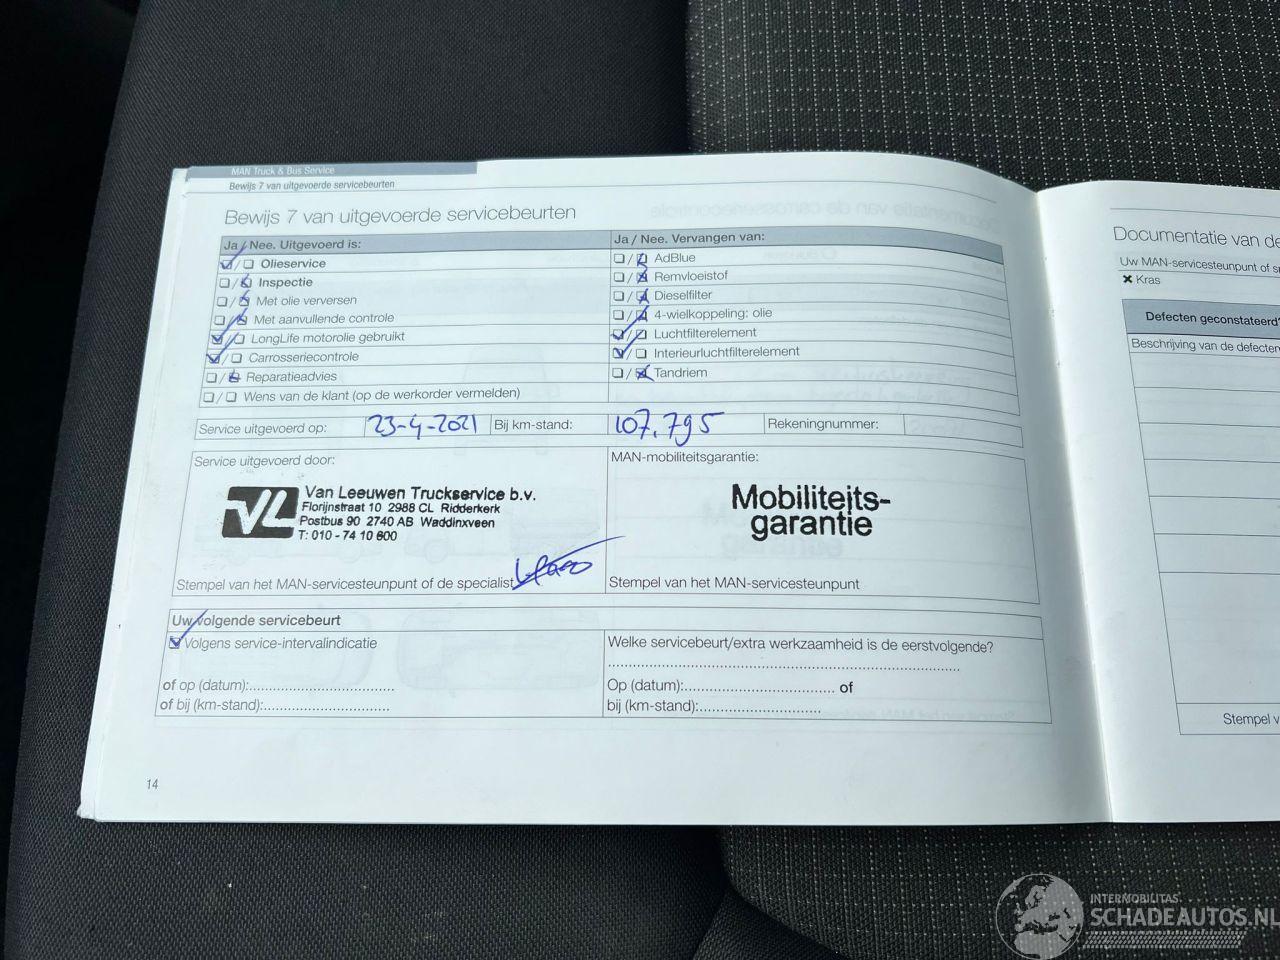 MAN Truck & Bus Service
Bewijs 7 van uitgevoerde servicebeurten
Bewijs 7 van uitgevoerde servicebeurten
Ja / Nee. Uitgevoerd is:
Olieservice
Inspectie
Met olie verversen
Met aanvullende controle
LongLife motorolie gebruikt
Carrosseriecontrole
Reparatieadvies
Wens van de klant (op de werkorder vermelden)
Ja / Nee. Vervangen van:
AdBlue
Remvloeistof
Dieselfilter
4-wielkoppeling: olie
Luchtfilterelement
Interieurluchtfilterelement
Tandriem
Service uitgevoerd op: 23-4-2021 Bij km-stand: 107.795 Rekeningnummer:
Service uitgevoerd door:
VL
Van Leeuwen Truckservice b.v.
Florijnstraat 10 2988 CL Ridderkerk
Postbus 90 2740 AB Waddinxveen
T: 010 - 74 10 800
Stempel van het MAN-servicesteunpunt of de specialist
MAN-mobiliteitsgarantie:
Mobiliteits-
garantie
Stempel van het MAN-servicesteunpunt
Uw volgende servicebeurt
Volgens service-intervalindicatie
of op (datum):
of bij (km-stand):
Welke servicebeurt/extra werkzaamheid is de eerstvolgende?
Op (datum): of
bij (km-stand):
14
Documentatie van de
Uw MAN-servicesteunpunt of
Kras
Defecten geconstateerd?
Beschrijving van de defecten
Stempel
INTERMOBILITAS
SCHADEAUTOS.NL